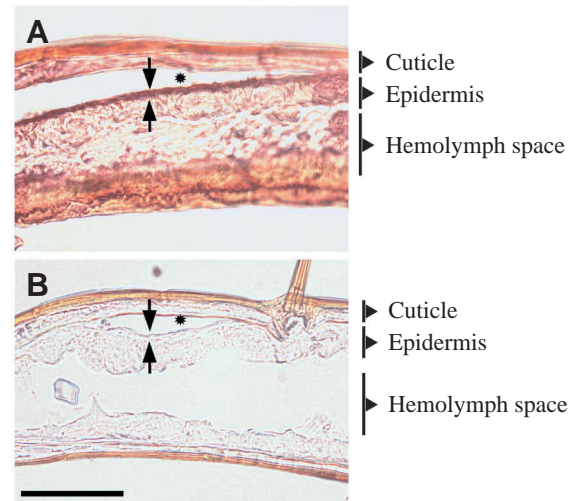 A
Cuticle
Epidermis
Hemolymph space
B
Cuticle
Epidermis
Hemolymph space